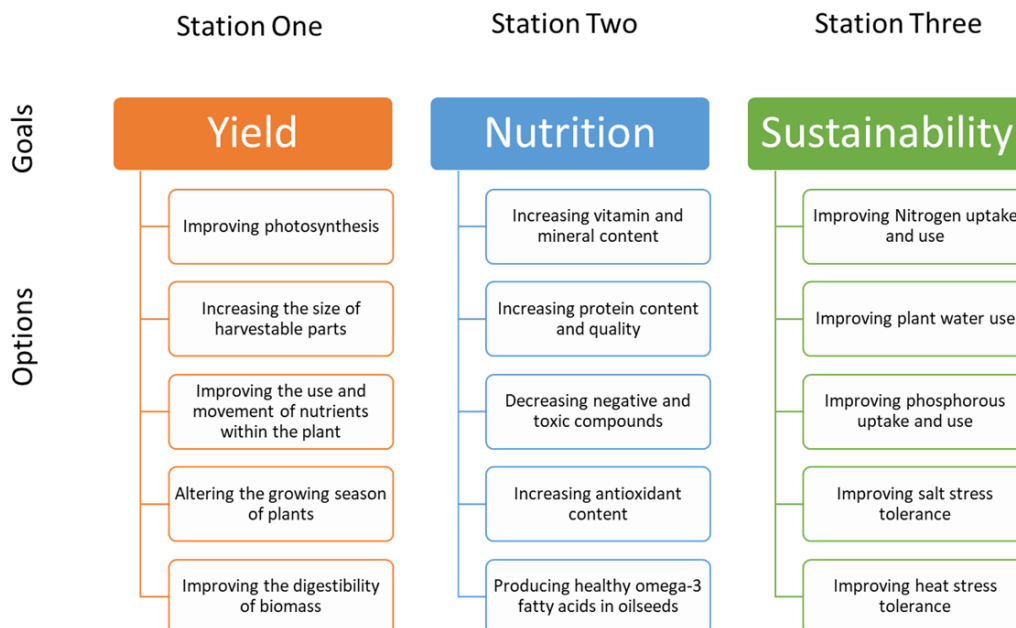 Station One
Station Two
Station Three
Goals
Yield
Nutrition
Sustainability
Options
Improving photosynthesis
Increasing the size of
harvestable parts
Improving the use and
movement of nutrients
within the plant
Altering the growing season
of plants
Improving the digestibility
of biomass
Increasing vitamin and
mineral content
Increasing protein content
and quality
Decreasing negative and
toxic compounds
Increasing antioxidant
content
Producing healthy omega-3
fatty acids in oilseeds
Improving Nitrogen uptake
and use
Improving plant water use
Improving phosphorous
uptake and use
Improving salt stress
tolerance
Improving heat stress
tolerance